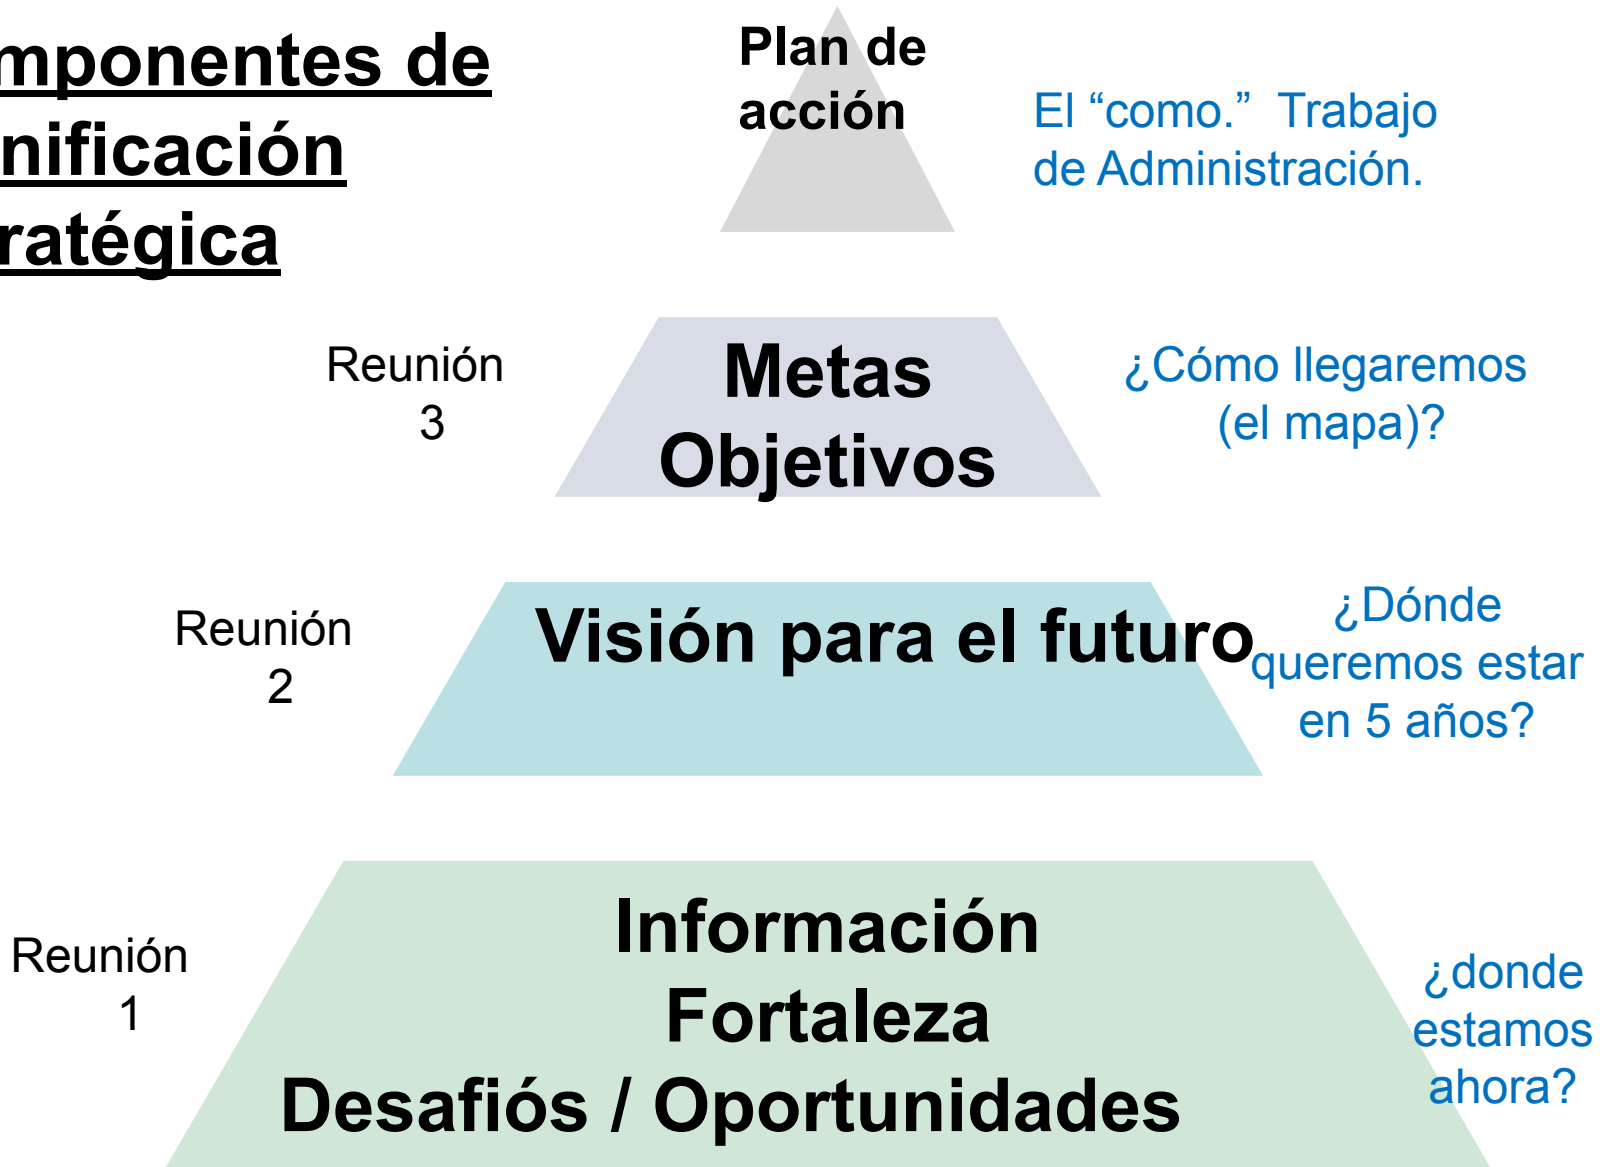 mponentes de
nificación
ratégica
Plan de
acción
El “como.” Trabajo
de Administración.
Reunión
3
Metas
Objetivos
¿Cómo llegaremos
(el mapa)?
Reunión
2
Visión para el futuro
¿Dónde
queremos estar
en 5 años?
Reunión
1
Información
Fortaleza
Desafiós / Oportunidades
¿donde
estamos
ahora?